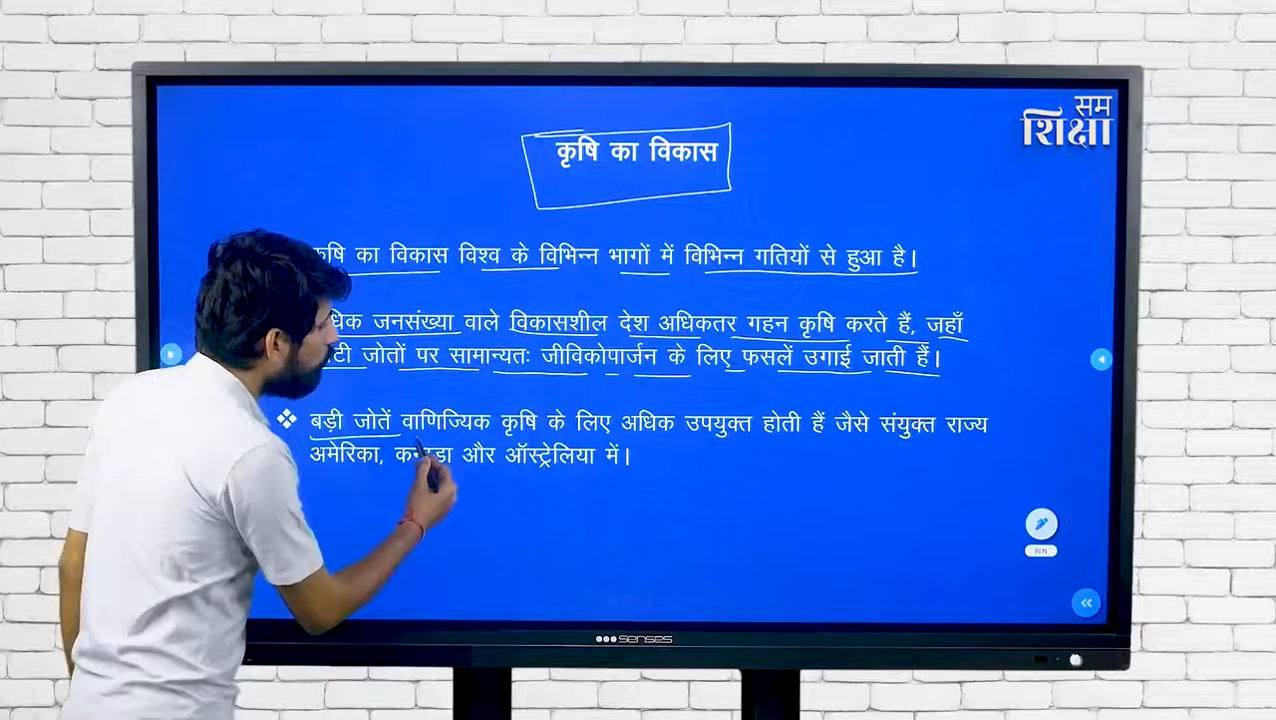 सम
शिक्षा
कृषि का विकास
का विकास विश्व के विभिन्न भागों में विभिन्न गतियों से हुआ है।
जनसंख्या वाले विकासशील देश अधिकतर गहन कृषि करते हैं, जहाँ
जोतों पर सामान्यतः जीविकोपार्जन के लिए फसलें उगाई जाती हैं।
❖ बड़ी जोतें वाणिज्यिक कृषि के लिए अधिक उपयुक्त होती हैं जैसे संयुक्त राज्य
अमेरिका, और ऑस्ट्रेलिया में।
PEN
senses